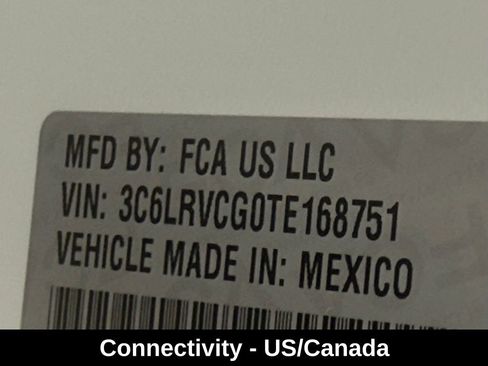 MFD BY: FCA US LLC
VIN: 3C6LRVCG0TE168751
VEHICLE MADE IN: MEXICO
Connectivity - US/Canada